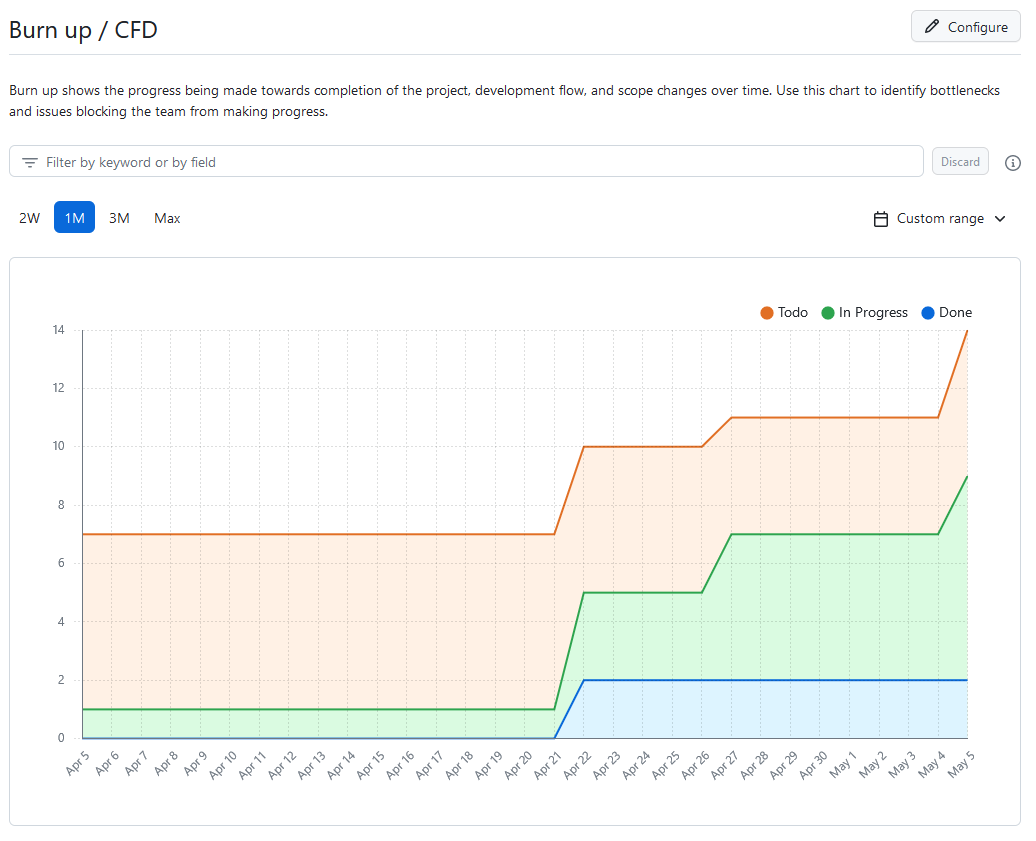 Burn up / CFD
Configure
Burn up shows the progress being made towards completion of the project, development flow, and scope changes over time. Use this chart to identify bottlenecks
and issues blocking the team from making progress.
Filter by keyword or by field
Discard
2W 1M 3M Max
Custom range
Todo In Progress Done
14
12
10
8
6
4
2
0
Apr 5 Apr 6 Apr 7 Apr 8 Apr 9 Apr 10 Apr 11 Apr 12 Apr 13 Apr 14 Apr 15 Apr 16 Apr 17 Apr 18 Apr 19 Apr 20 Apr 21 Apr 22 Apr 23 Apr 24 Apr 25 Apr 26 Apr 27 Apr 28 Apr 29 Apr 30 May 1 May 2 May 3 May 4 May 5